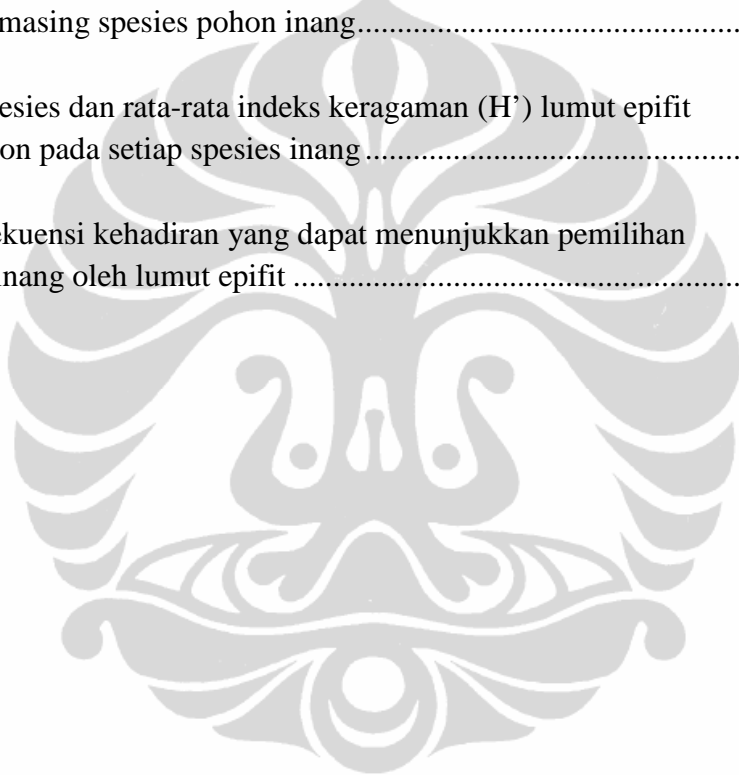 masing spesies pohon inang................................................
esies dan rata-rata indeks keragaman (H’) lumut epifit
on pada setiap spesies inang...............................................
ekuensi kehadiran yang dapat menunjukkan pemilihan
inang oleh lumut epifit ........................................................